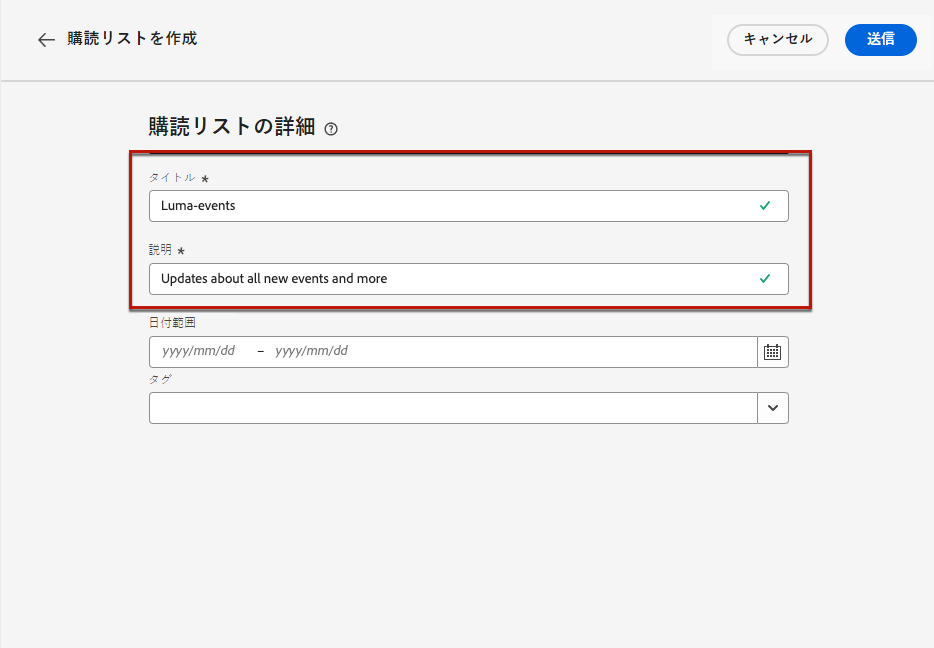 購読リストを作成
キャンセル
送信
購読リストの詳細
タイトル *
Luma-events
説明 *
Updates about all new events and more
日付範囲
yyyy/mm/dd – yyyy/mm/dd
タグ